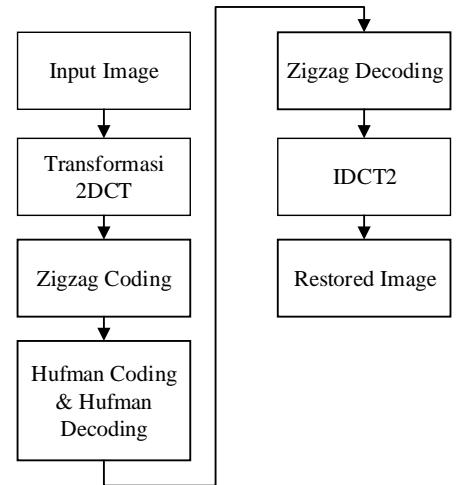 Input Image
Transformasi
2DCT
Zigzag Coding
Hufman Coding
& Hufman
Decoding
Zigzag Decoding
IDCT2
Restored Image